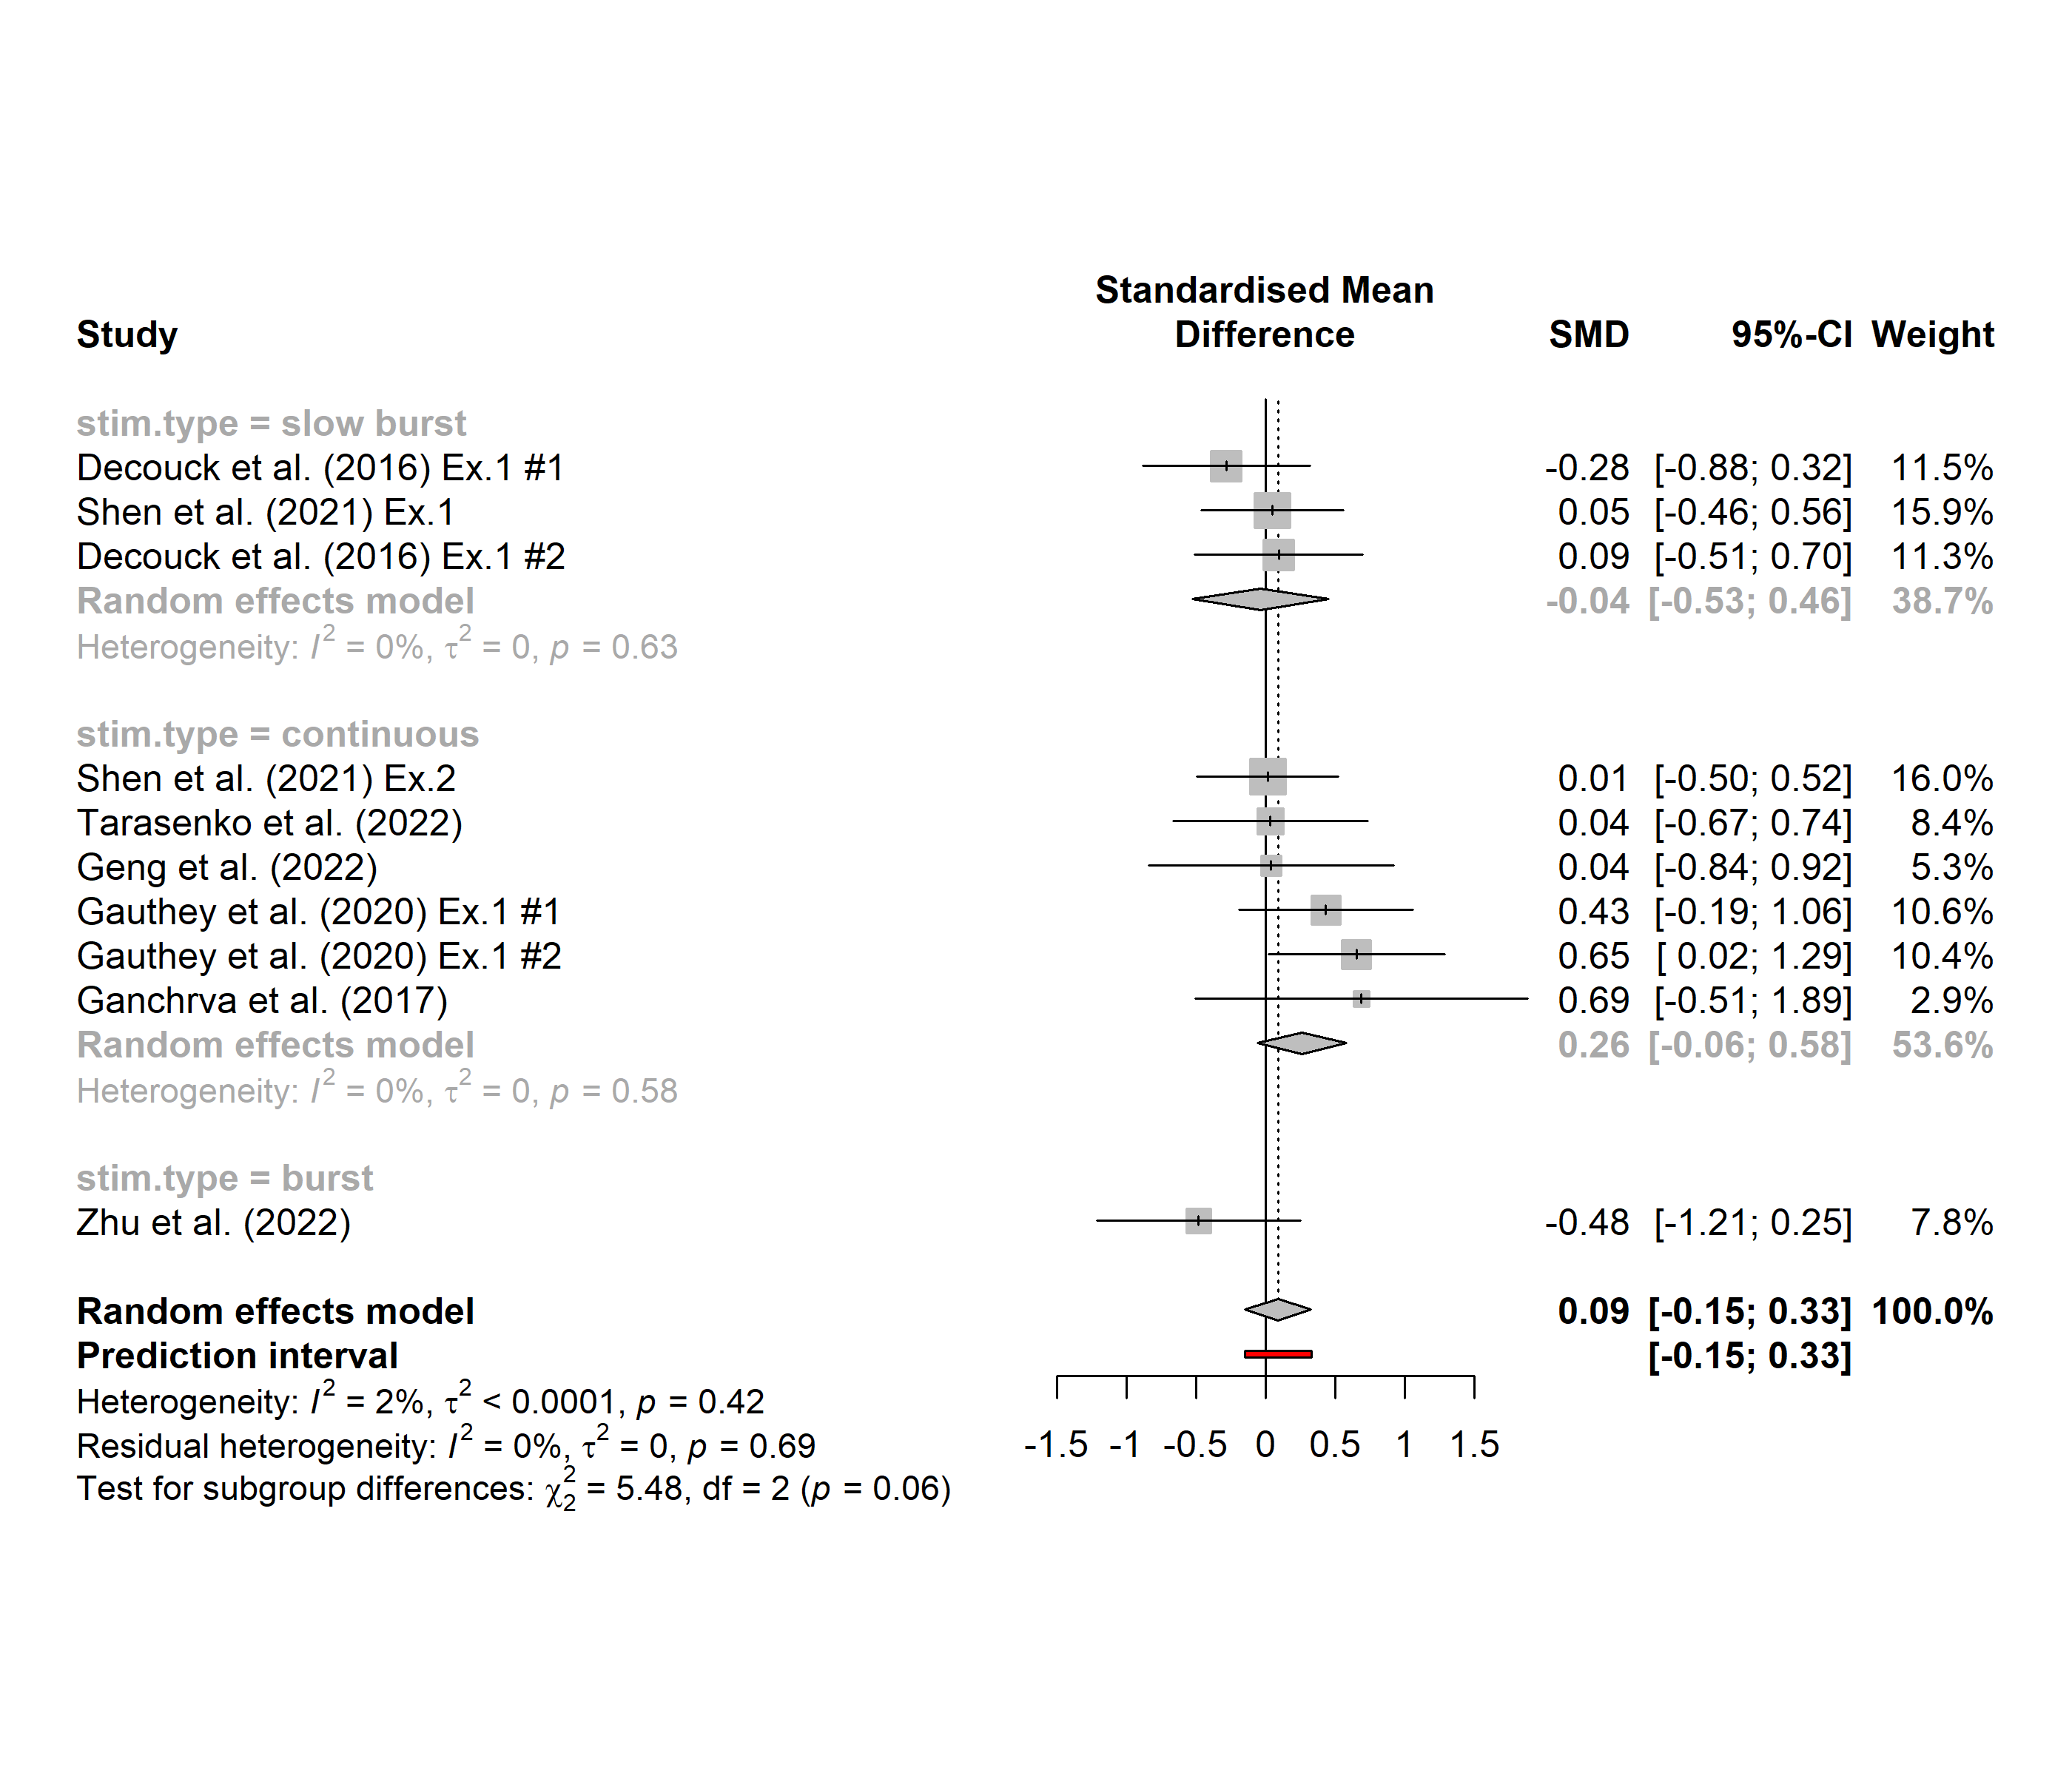 Standardised Mean
Study Difference SMD 95%-CI Weight
stim.type = slow burst
Decouck et al. (2016) Ex.1 #1 -0.28 [-0.88; 0.32] 11.5%
Shen et al. (2021) Ex.1 0.05 [-0.46; 0.56] 15.9%
Decouck et al. (2016) Ex.1 #2 0.09 [-0.51; 0.70] 11.3%
Random effects model -0.04 [-0.53; 0.46] 38.7%
Heterogeneity: I² = 0%, τ² = 0, p = 0.63
stim.type = continuous
Shen et al. (2021) Ex.2 0.01 [-0.50; 0.52] 16.0%
Tarasenko et al. (2022) 0.04 [-0.67; 0.74] 8.4%
Geng et al. (2022) 0.04 [-0.84; 0.92] 5.3%
Gauthey et al. (2020) Ex.1 #1 0.43 [-0.19; 1.06] 10.6%
Gauthey et al. (2020) Ex.1 #2 0.65 [ 0.02; 1.29] 10.4%
Ganchrva et al. (2017) 0.69 [-0.51; 1.89] 2.9%
Random effects model 0.26 [-0.06; 0.58] 53.6%
Heterogeneity: I² = 0%, τ² = 0, p = 0.58
stim.type = burst
Zhu et al. (2022) -0.48 [-1.21; 0.25] 7.8%
Random effects model 0.09 [-0.15; 0.33] 100.0%
Prediction interval [-0.15; 0.33]
Heterogeneity: I² = 2%, τ² < 0.0001, p = 0.42
Residual heterogeneity: I² = 0%, τ² = 0, p = 0.69
-1.5 -1 -0.5 0 0.5 1 1.5
Test for subgroup differences: χ²₂ = 5.48, df = 2 (p = 0.06)